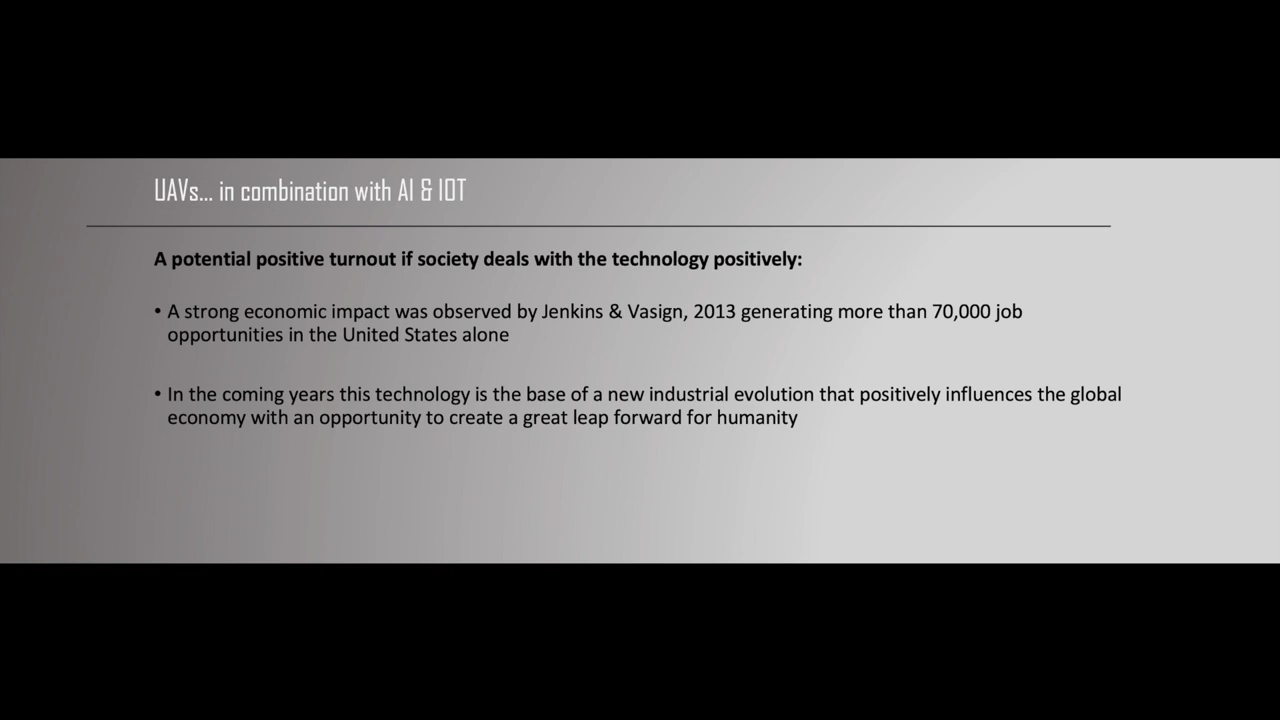 UAVs... in combination with AI & IOT
A potential positive turnout if society deals with the technology positively:
• A strong economic impact was observed by Jenkins & Vasign, 2013 generating more than 70,000 job
opportunities in the United States alone
• In the coming years this technology is the base of a new industrial evolution that positively influences the global
economy with an opportunity to create a great leap forward for humanity